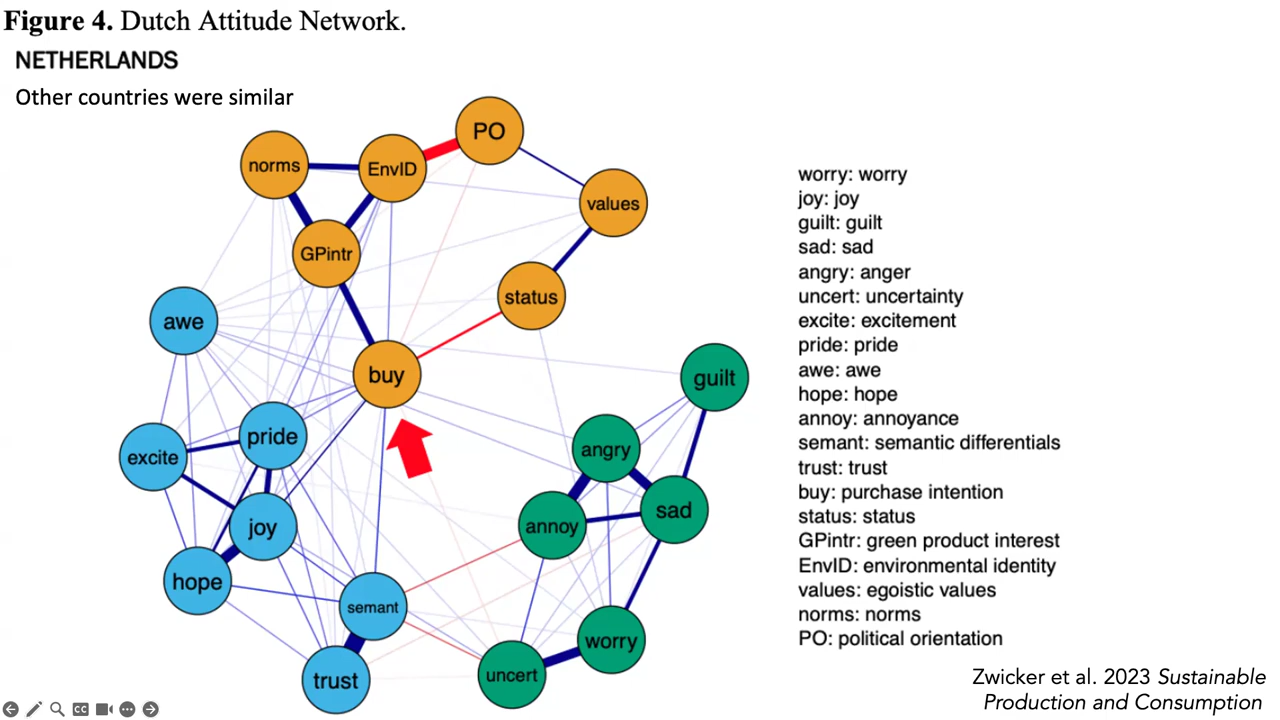 Figure 4. Dutch Attitude Network.
NETHERLANDS
Other countries were similar
PO
norms
EnvID
values
GPintr
status
awe
buy
guilt
pride
angry
excite
sad
joy
annoy
hope
semant
worry
uncert
trust
worry: worry
joy: joy
guilt: guilt
sad: sad
angry: anger
uncert: uncertainty
excite: excitement
pride: pride
awe: awe
hope: hope
annoy: annoyance
semant: semantic differentials
trust: trust
buy: purchase intention
status: status
GPintr: green product interest
EnvID: environmental identity
values: egoistic values
norms: norms
PO: political orientation
Zwicker et al. 2023 Sustainable
Production and Consumption
CC